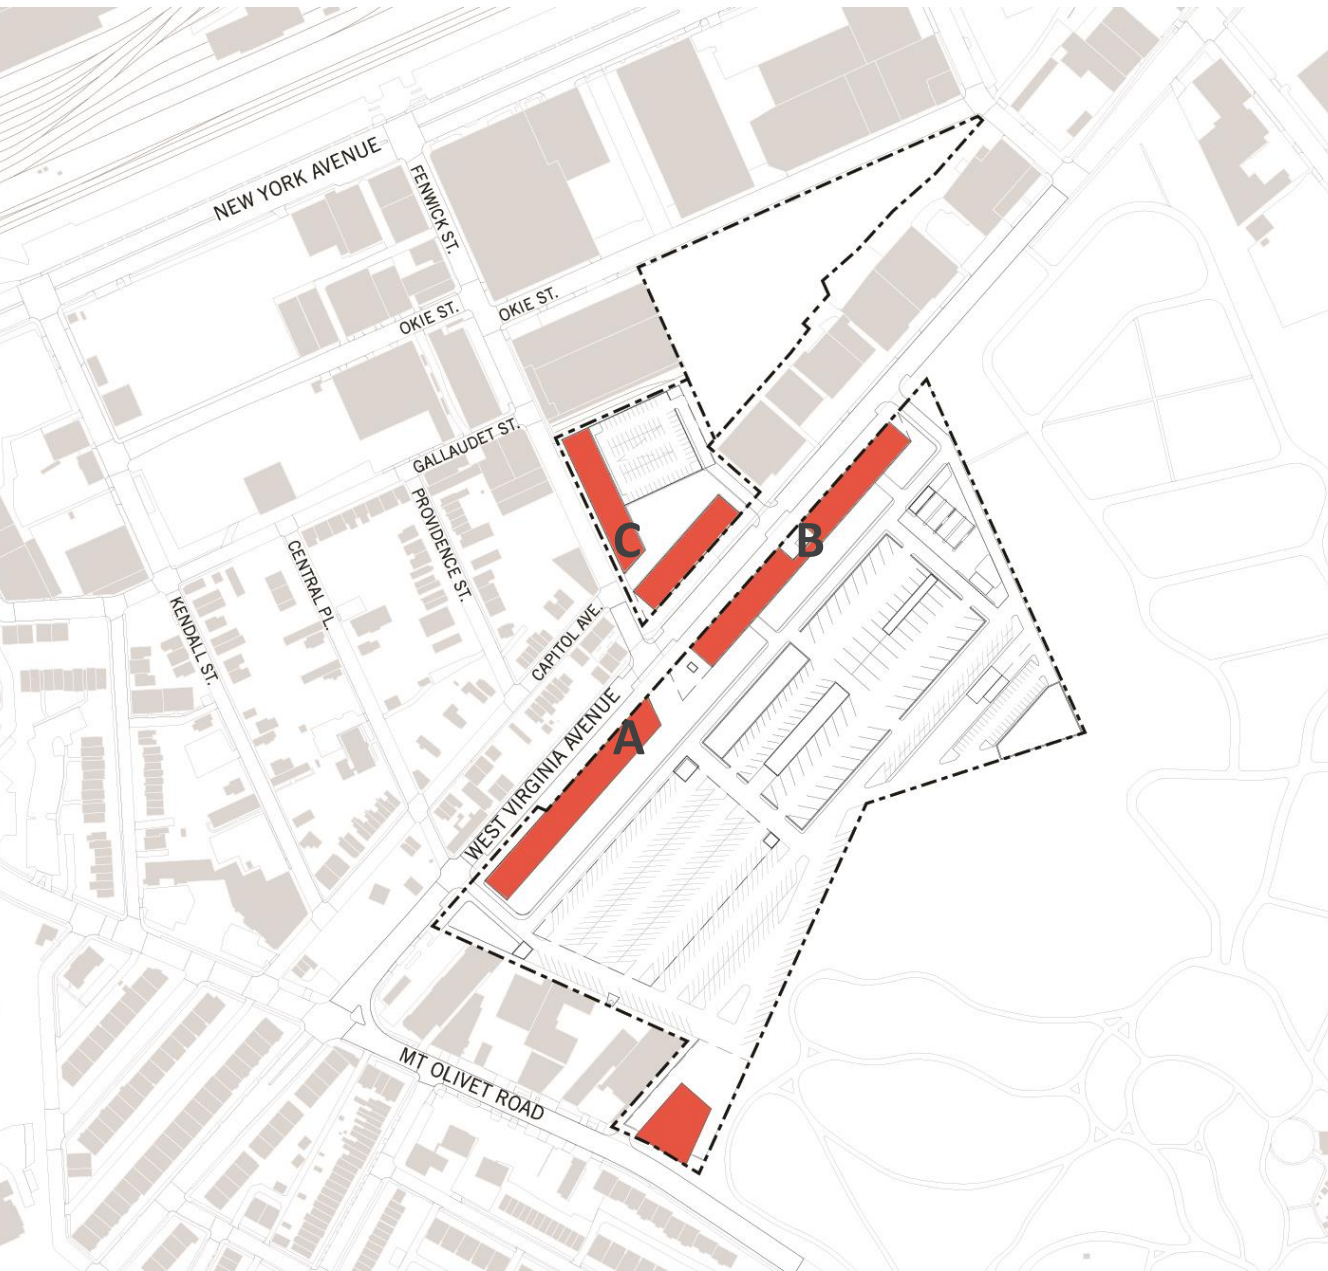 NEW YORK AVENUE
FENWICK ST.
OKIE ST.
OKIE ST.
GALLAUDET ST.
PROVIDENCE ST.
CENTRAL PL.
KENDALL ST.
CAPITOL AVE.
C
B
A
WEST VIRGINIA AVENUE
MT OLIVET ROAD